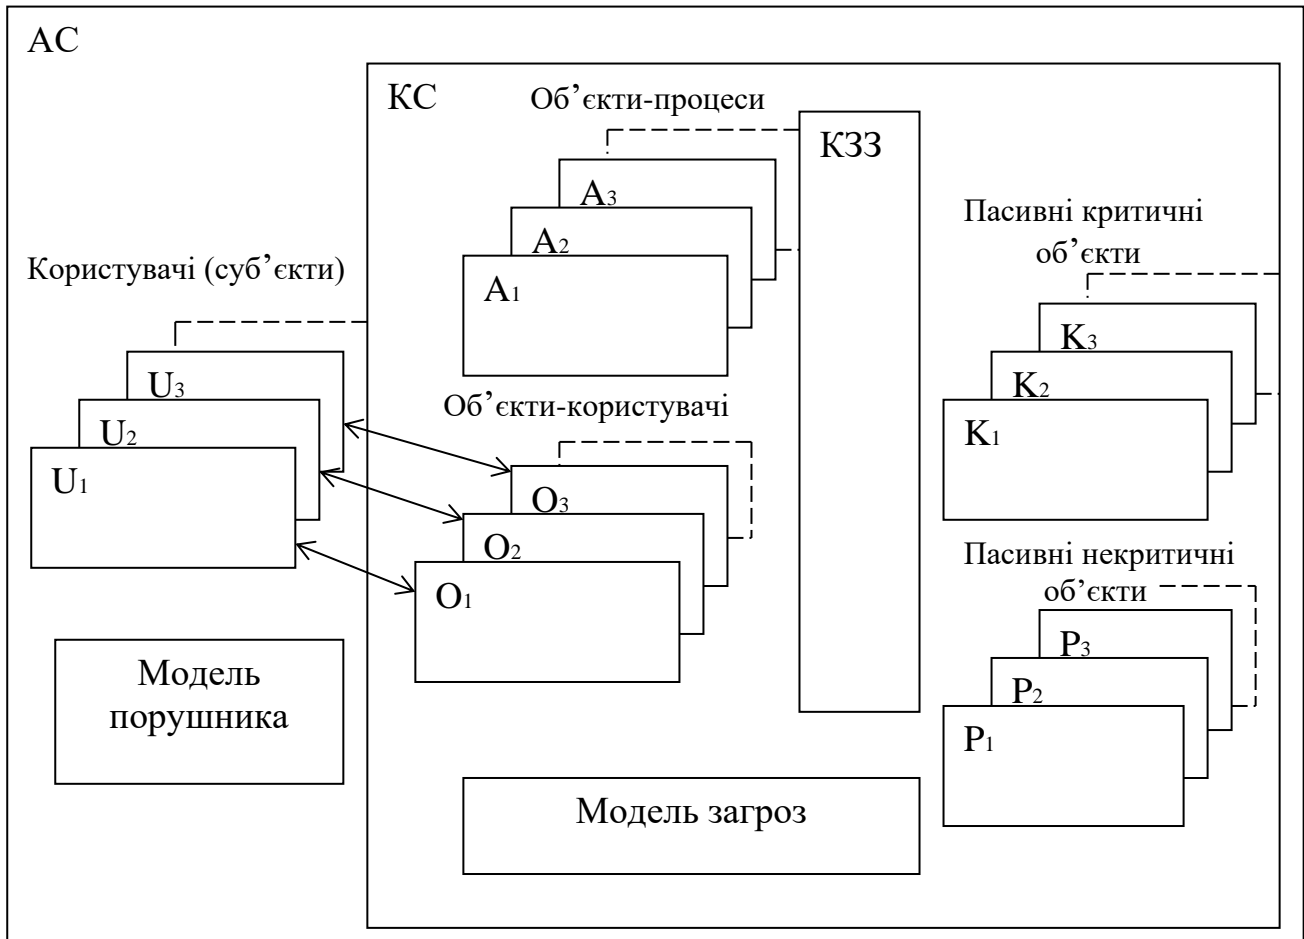 АС
КС
Об’єкти-процеси
КЗЗ
A3
A2
A1
Пасивні критичні
об’єкти
Користувачі (суб’єкти)
K3
K2
K1
U3
U2
U1
Об’єкти-користувачі
O3
O2
O1
Пасивні некритичні
об’єкти
P3
P2
P1
Модель
порушника
Модель загроз